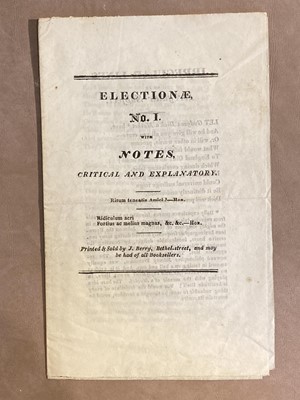 ELECTIONÆ,
No. I.
WITH
NOTES,
CRITICAL AND EXPLANATORY.
Risum teneatis Amici?—Hor.
Ridiculum acri
Fortius ac melius magnas, &c. &c.—Hor.
Printed & Sold by J. Berry, Bethel-street, and may
be had of all Booksellers.